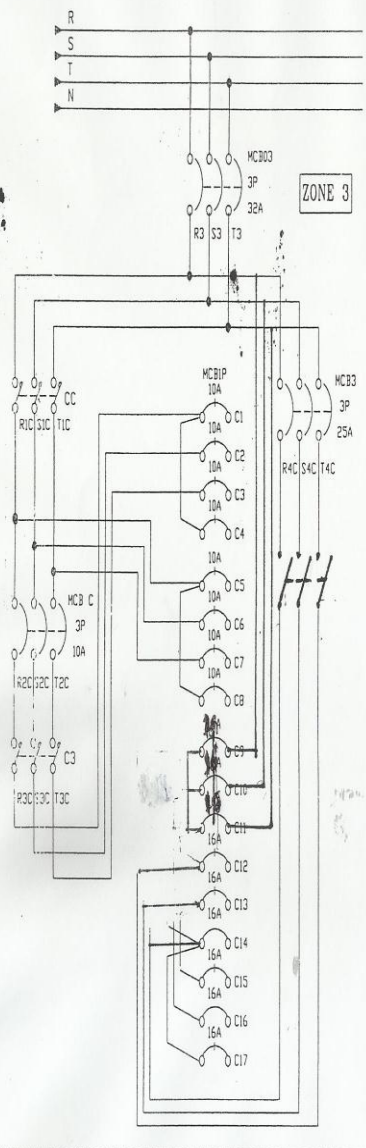 R
S
T
N
MCB03
3P
32A
ZONE 3
R3 S3 T3
MCB1P
10A
C1
10A
C2
10A
C3
10A
C4
10A
C5
10A
C6
10A
C7
10A
C8
CC
R1C S1C T1C
MCB3
3P
25A
R4C S4C T4C
MCB C
3P
10A
R2C S2C T2C
C3
R3C S3C T3C
C9
C10
C11
16A
C12
16A
C13
16A
C14
16A
C15
16A
C16
16A
C17